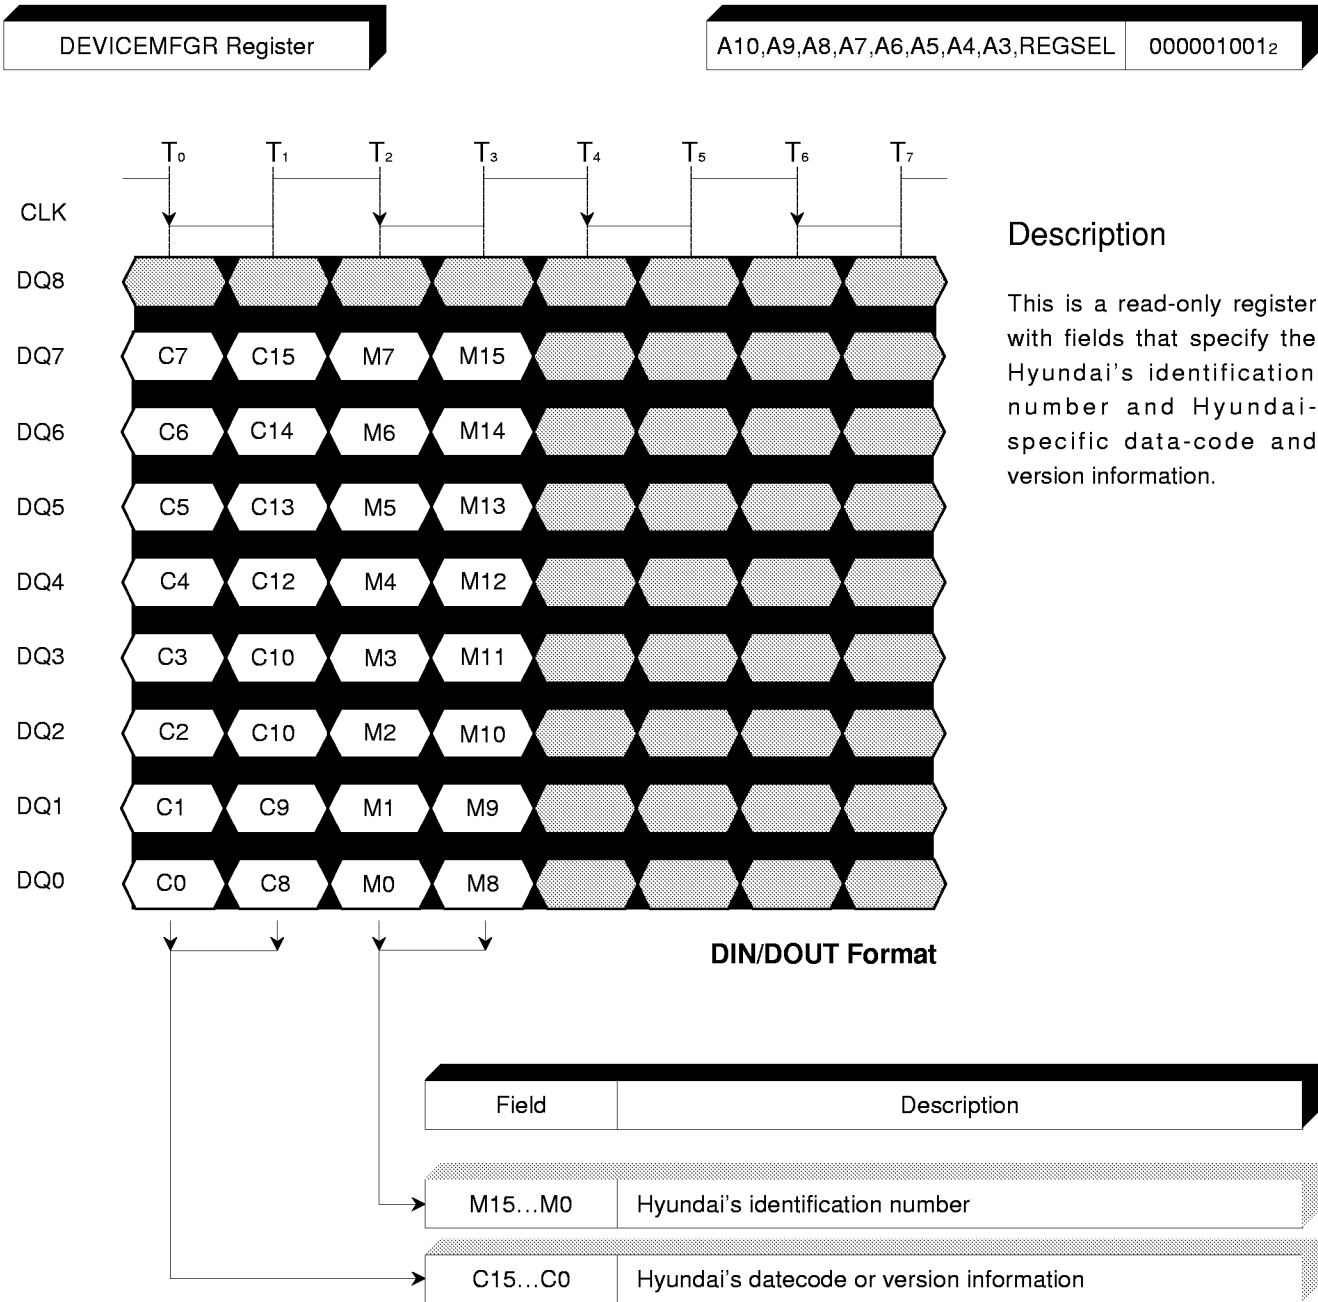 DEVICEMFGR Register
A10,A9,A8,A7,A6,A5,A4,A3,REGSEL 000001001₂
T₀ T₁ T₂ T₃ T₄ T₅ T₆ T₇
CLK
DQ8
DQ7 C7 C15 M7 M15
DQ6 C6 C14 M6 M14
DQ5 C5 C13 M5 M13
DQ4 C4 C12 M4 M12
DQ3 C3 C10 M3 M11
DQ2 C2 C10 M2 M10
DQ1 C1 C9 M1 M9
DQ0 C0 C8 M0 M8
DIN/DOUT Format
Description
This is a read-only register
with fields that specify the
Hyundai's identification
number and Hyundai-
specific data-code and
version information.
Field Description
M15...M0 Hyundai's identification number
C15...C0 Hyundai's datecode or version information